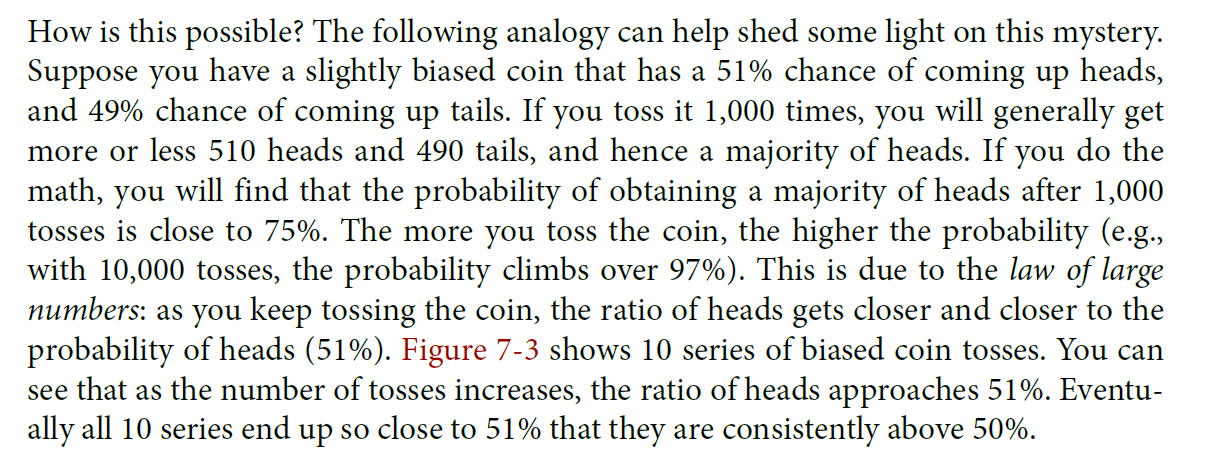 How is this possible? The following analogy can help shed some light on this mystery.
Suppose you have a slightly biased coin that has a 51% chance of coming up heads,
and 49% chance of coming up tails. If you toss it 1,000 times, you will generally get
more or less 510 heads and 490 tails, and hence a majority of heads. If you do the
math, you will find that the probability of obtaining a majority of heads after 1,000
tosses is close to 75%. The more you toss the coin, the higher the probability (e.g.,
with 10,000 tosses, the probability climbs over 97%). This is due to the law of large
numbers: as you keep tossing the coin, the ratio of heads gets closer and closer to the
probability of heads (51%). Figure 7-3 shows 10 series of biased coin tosses. You can
see that as the number of tosses increases, the ratio of heads approaches 51%. Eventu-
ally all 10 series end up so close to 51% that they are consistently above 50%.